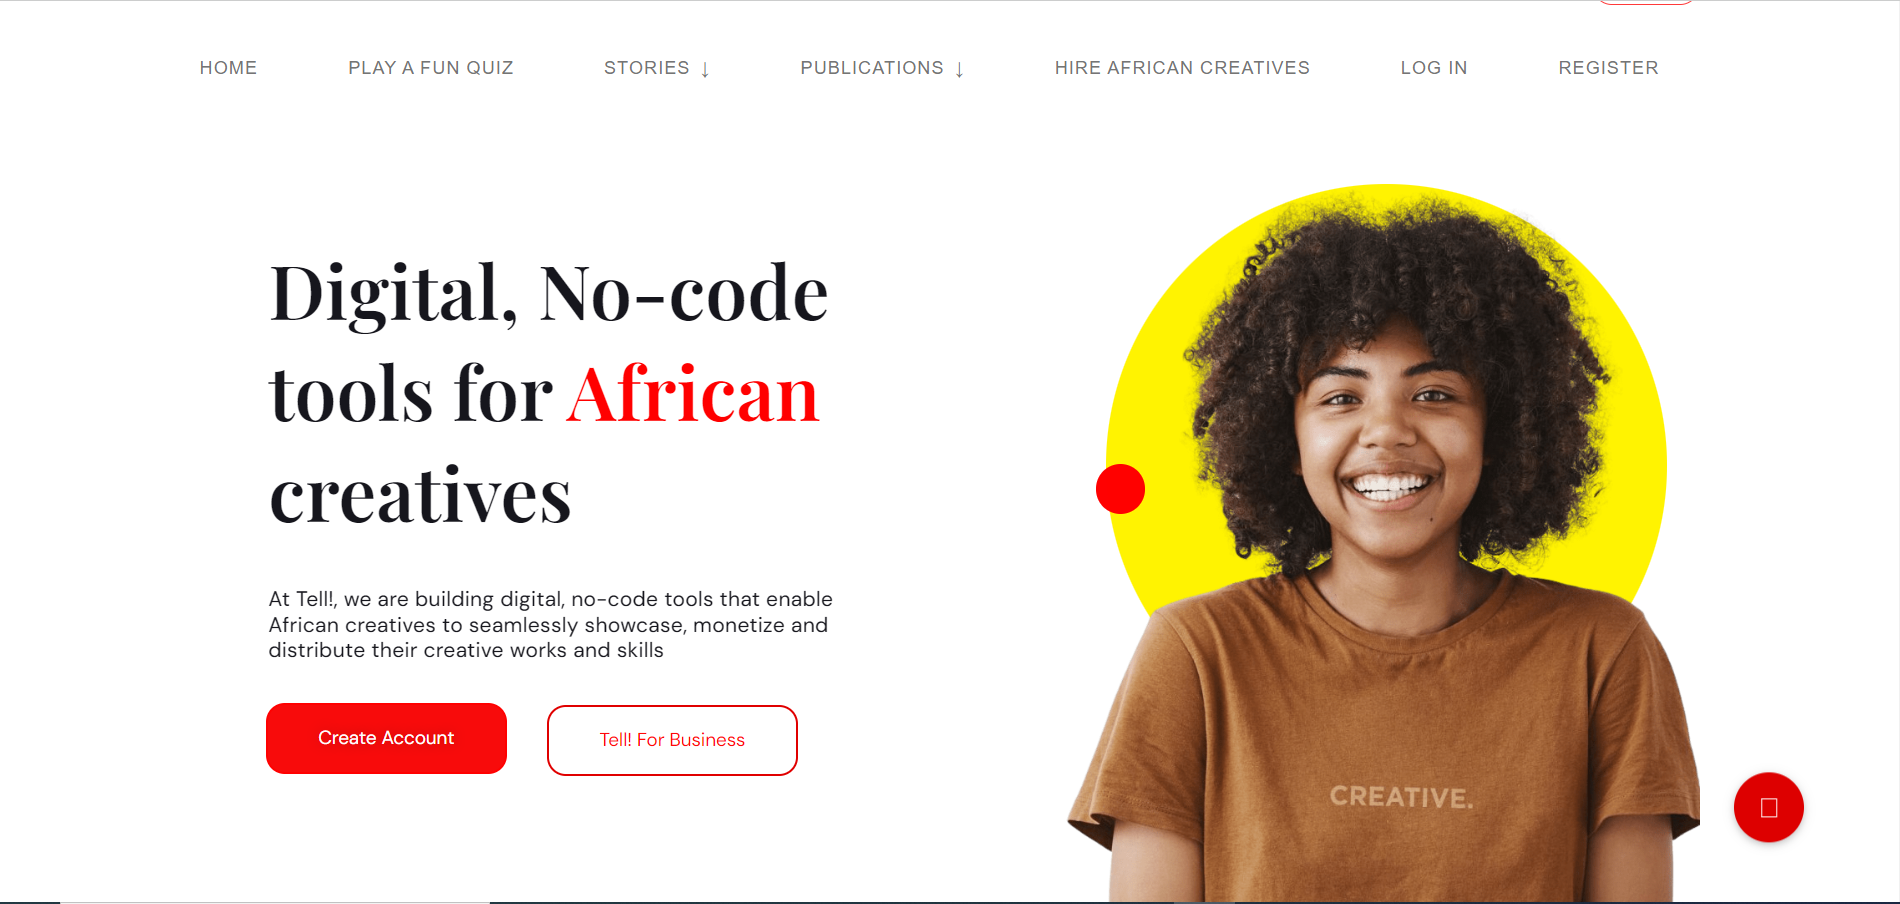 HOME PLAY A FUN QUIZ STORIES ↓ PUBLICATIONS ↓ HIRE AFRICAN CREATIVES LOG IN REGISTER
Digital, No-code
tools for African
creatives
At Tell!, we are building digital, no-code tools that enable
African creatives to seamlessly showcase, monetize and
distribute their creative works and skills
Create Account Tell! For Business
CREATIVE.